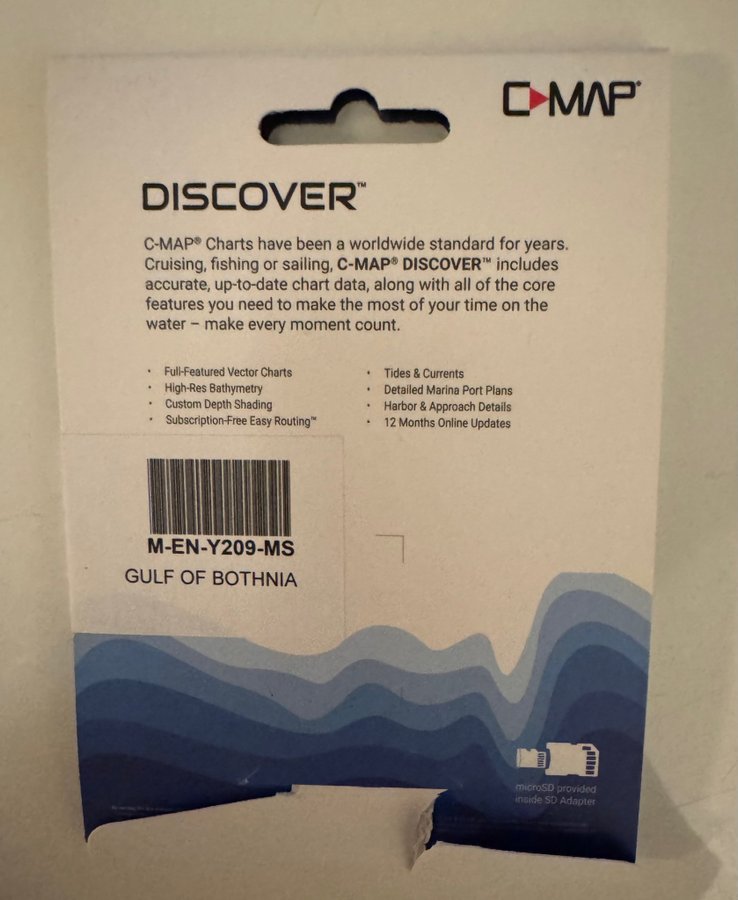 C-MAP®
DISCOVER™
C-MAP® Charts have been a worldwide standard for years.
Cruising, fishing or sailing, C-MAP® DISCOVER™ includes
accurate, up-to-date chart data, along with all of the core
features you need to make the most of your time on the
water – make every moment count.
• Full-Featured Vector Charts
• High-Res Bathymetry
• Custom Depth Shading
• Subscription-Free Easy Routing™
• Tides & Currents
• Detailed Marina Port Plans
• Harbor & Approach Details
• 12 Months Online Updates
M-EN-Y209-MS
GULF OF BOTHNIA
microSD provided
inside SD Adapter